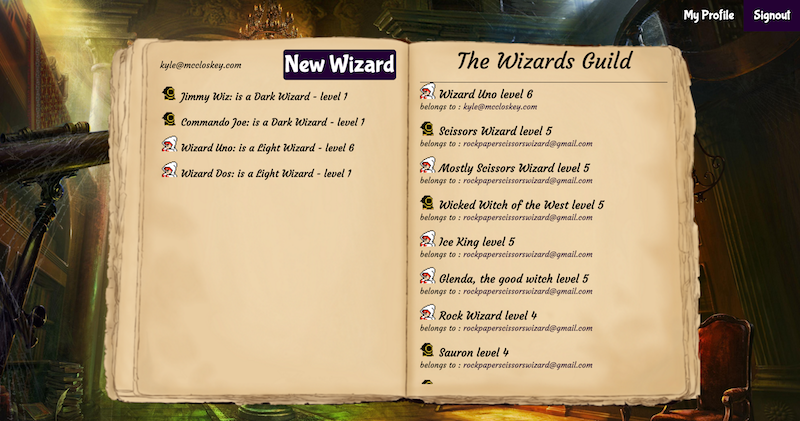 My Profile
Signout
kyle@mccloskey.com
New Wizard
Jimmy Wiz: is a Dark Wizard - level 1
Commando Joe: is a Dark Wizard - level 1
Wizard Uno: is a Light Wizard - level 6
Wizard Dos: is a Light Wizard - level 1
The Wizards Guild
Wizard Uno level 6
belongs to : kyle@mccloskey.com
Scissors Wizard level 5
belongs to : rockpaperscissorswizard@gmail.com
Mostly Scissors Wizard level 5
belongs to : rockpaperscissorswizard@gmail.com
Wicked Witch of the West level 5
belongs to : rockpaperscissorswizard@gmail.com
Ice King level 5
belongs to : rockpaperscissorswizard@gmail.com
Glenda, the good witch level 5
belongs to : rockpaperscissorswizard@gmail.com
Rock Wizard level 4
belongs to : rockpaperscissorswizard@gmail.com
Sauron level 4
belongs to : rockpaperscissorswizard@gmail.com